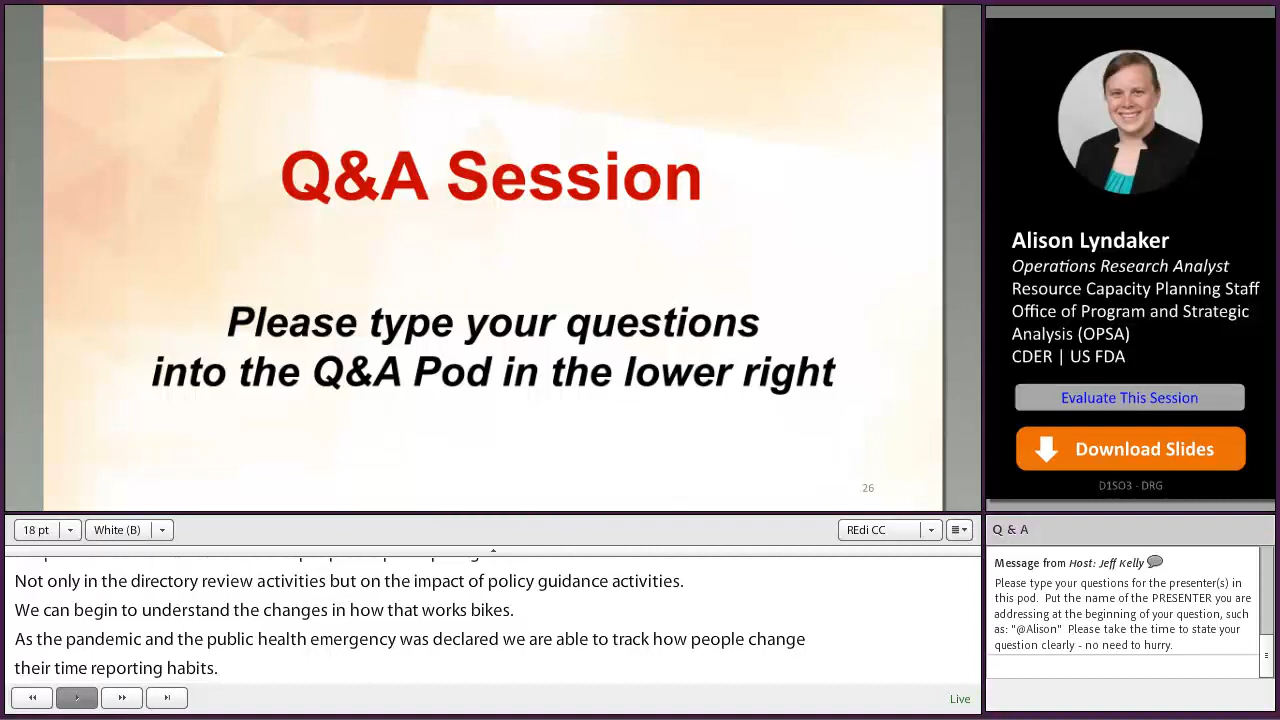 Q&A Session
Please type your questions
into the Q&A Pod in the lower right
26
Alison Lyndaker
Operations Research Analyst
Resource Capacity Planning Staff
Office of Program and Strategic
Analysis (OPSA)
CDER | US FDA
Evaluate This Session
Download Slides
D1SO3 - DRG
18 pt
White (B)
REdi CC
Not only in the directory review activities but on the impact of policy guidance activities.
We can begin to understand the changes in how that works bikes.
As the pandemic and the public health emergency was declared we are able to track how people change
their time reporting habits.
Live
Q & A
Message from Host: Jeff Kelly
Please type your questions for the presenter(s) in
this pod. Put the name of the PRESENTER you are
addressing at the beginning of your question, such
as: "@Alison" Please take the time to state your
question clearly - no need to hurry.